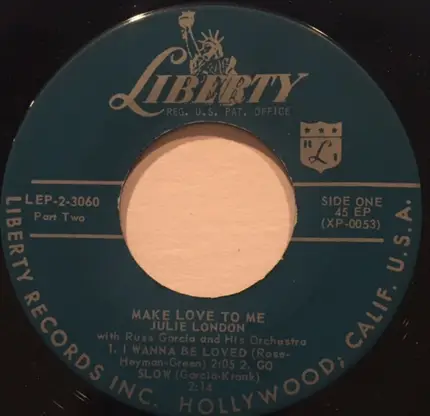 LIBERTY
REG. U.S. PAT. OFFICE
"L"
LEP-2-3060
Part Two
SIDE ONE
45 EP
(XP-0053)
MAKE LOVE TO ME
JULIE LONDON
with Russ Garcia and His Orchestra
1. I WANNA BE LOVED (Rose-
Heyman-Green) 2:05 2. GO
SLOW (Garcia-Kronk)
2:14
LIBERTY RECORDS INC. HOLLYWOOD; CALIF. U.S.A.